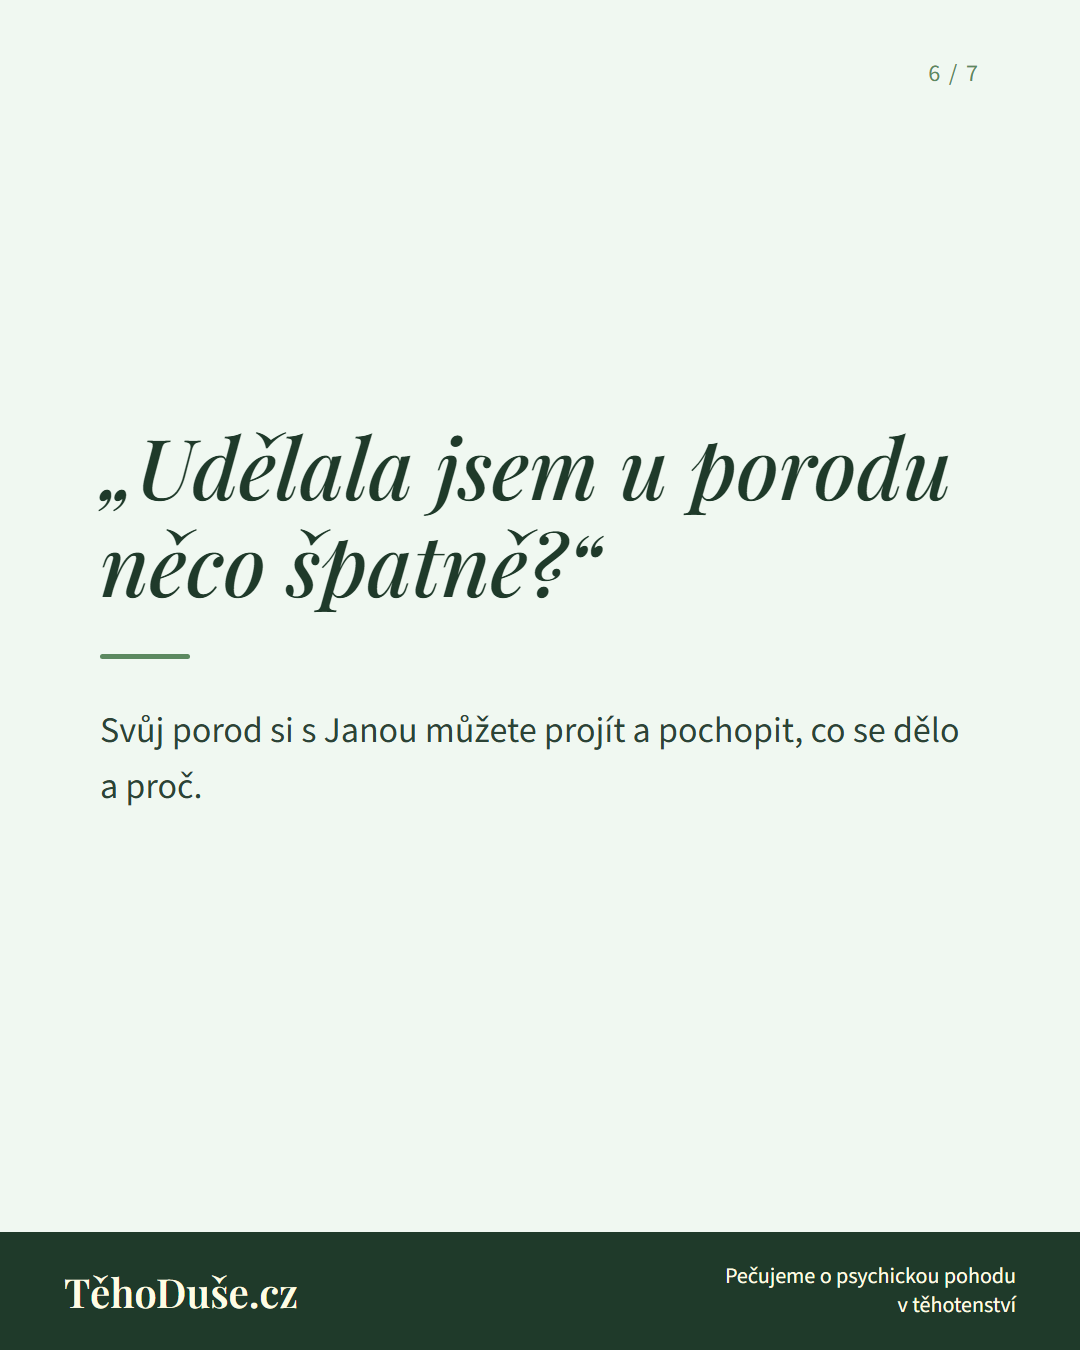 6 / 7
„Udělala jsem u porodu
něco špatně?“
Svůj porod si s Janou můžete projít a pochopit, co se dělo
a proč.
TěhoDuše.cz
Pečujeme o psychickou pohodu
v těhotenství